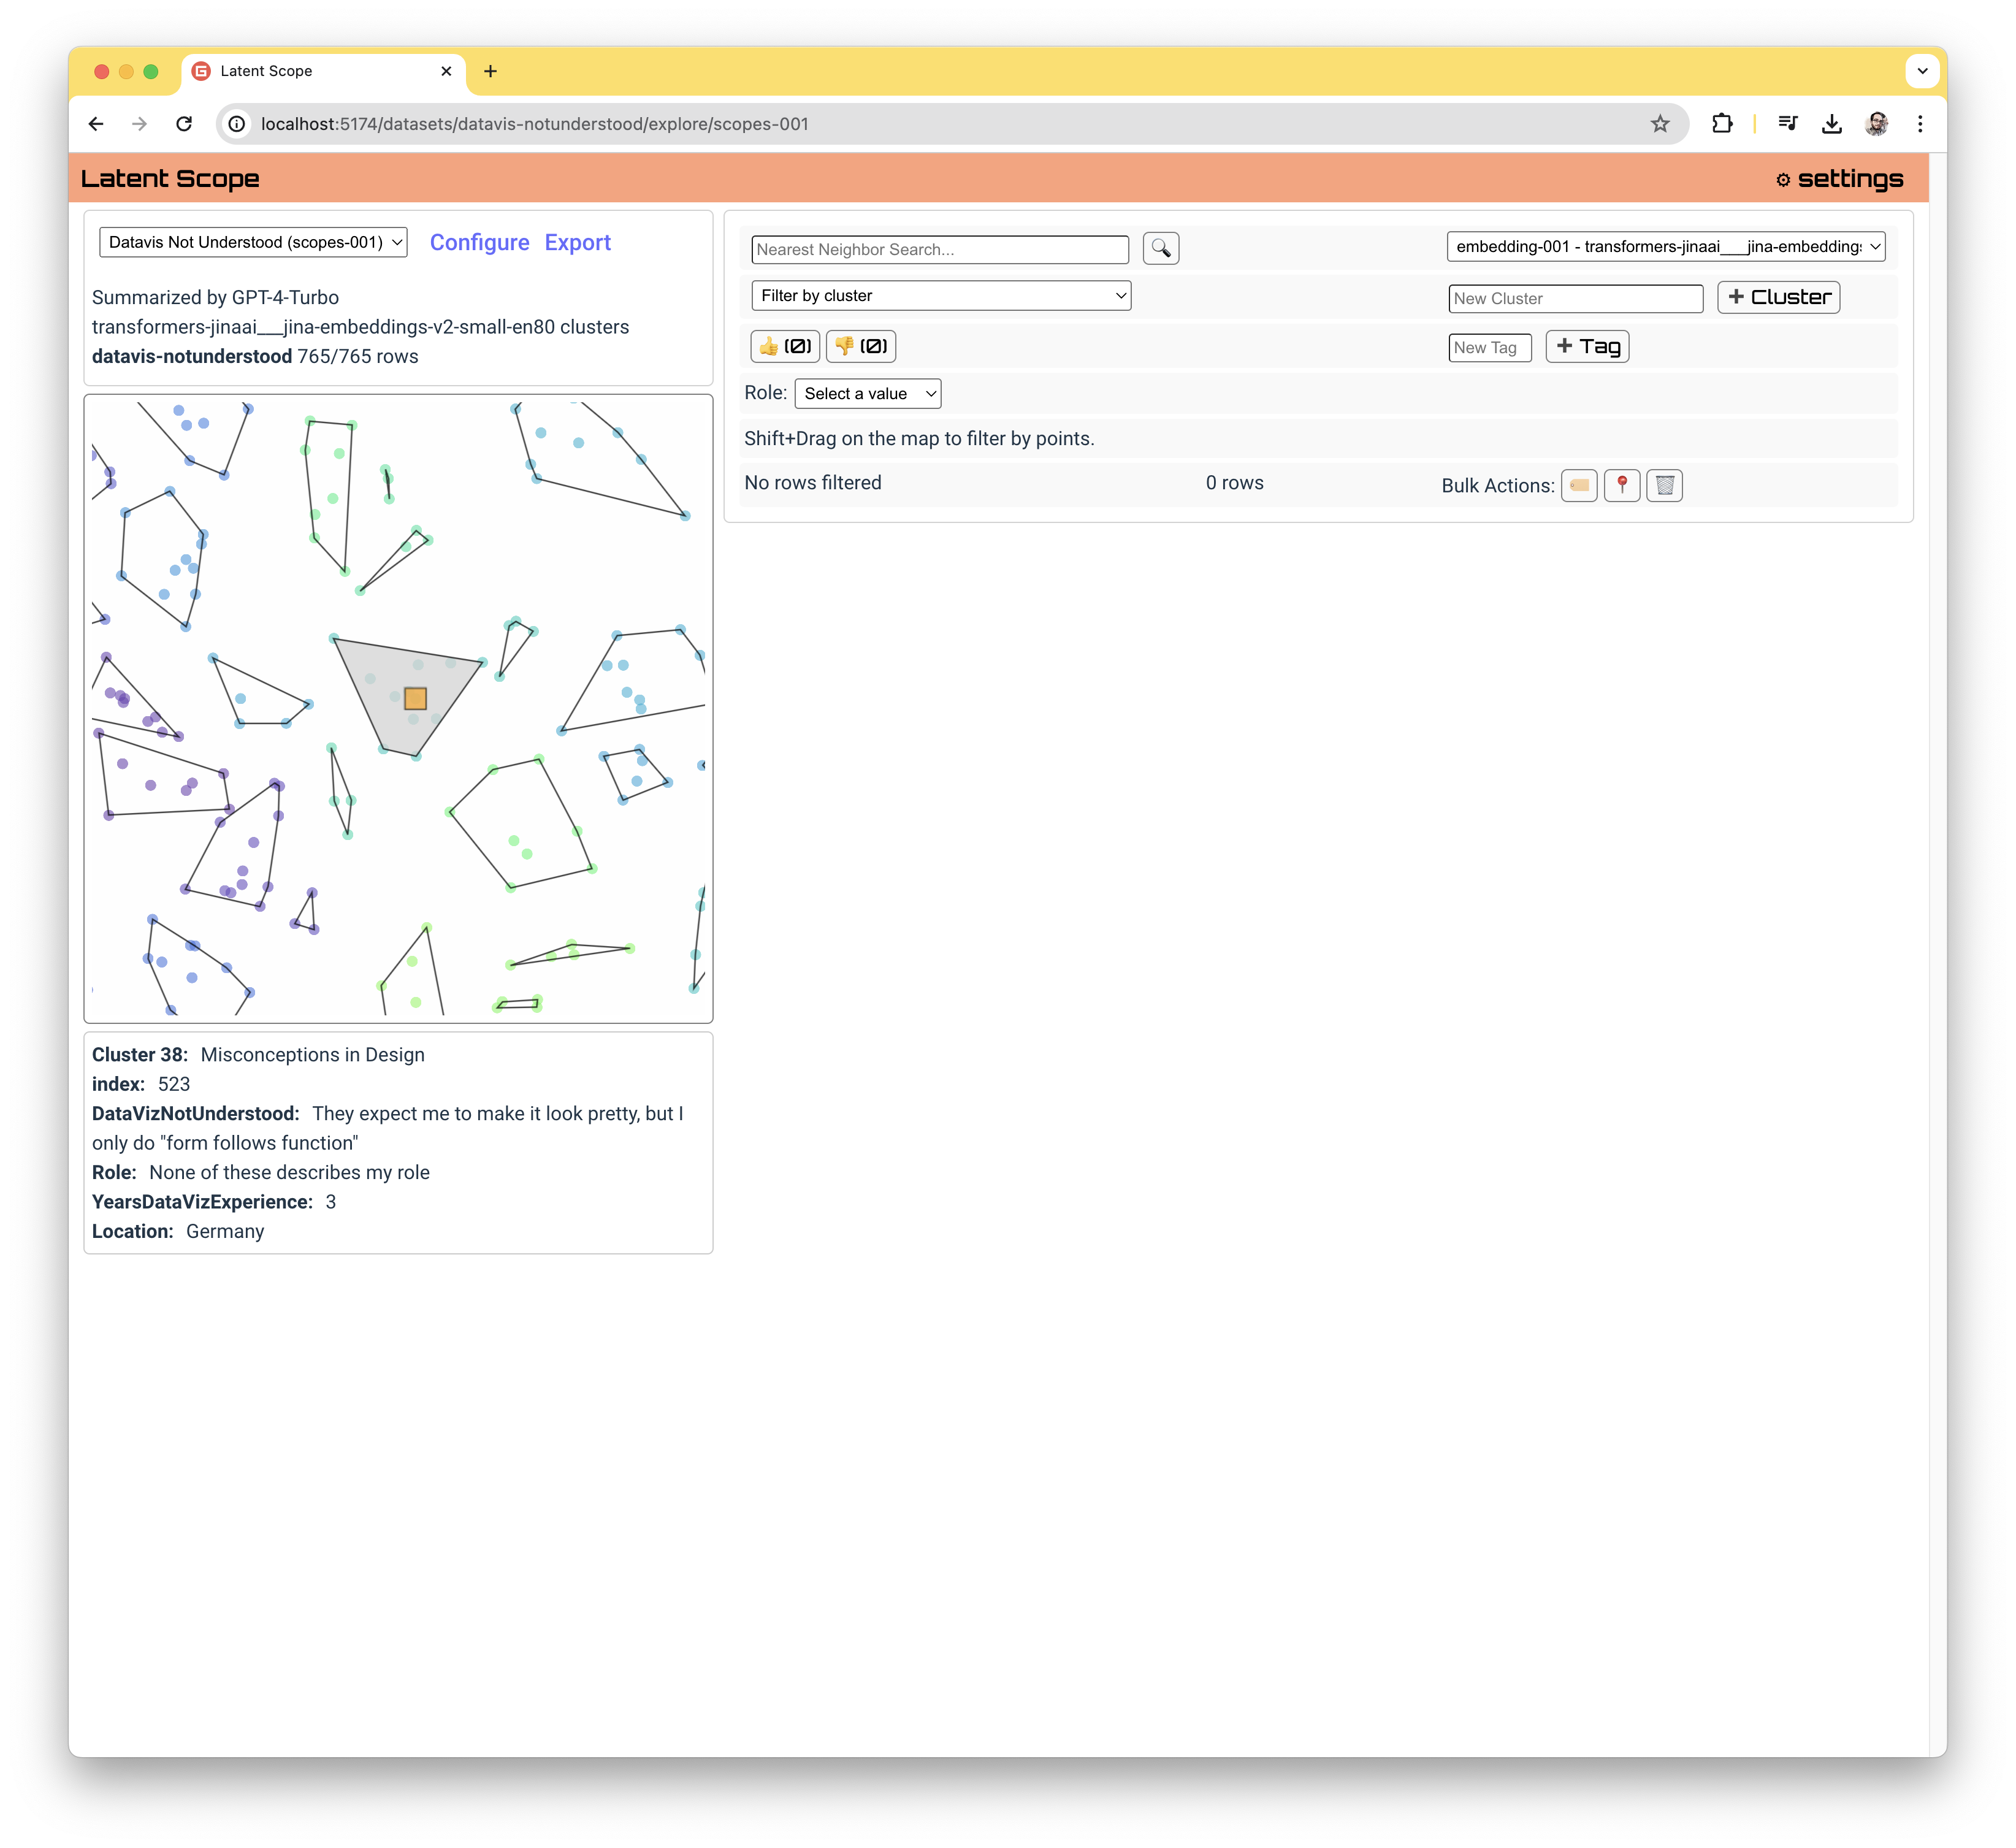 Latent Scope
localhost:5174/datasets/datavis-notunderstood/explore/scopes-001
Latent Scope
settings
Datavis Not Understood (scopes-001)
Configure Export
Summarized by GPT-4-Turbo
transformers-jinaai___jina-embeddings-v2-small-en80 clusters
datavis-notunderstood 765/765 rows
Nearest Neighbor Search...
embedding-001 - transformers-jinaai___jina-embedding
Filter by cluster
New Cluster
+ Cluster
(0)
(0)
New Tag
+ Tag
Role: Select a value
Shift+Drag on the map to filter by points.
No rows filtered
0 rows
Bulk Actions:
Cluster 38: Misconceptions in Design
index: 523
DataVizNotUnderstood: They expect me to make it look pretty, but I
only do "form follows function"
Role: None of these describes my role
YearsDataVizExperience: 3
Location: Germany